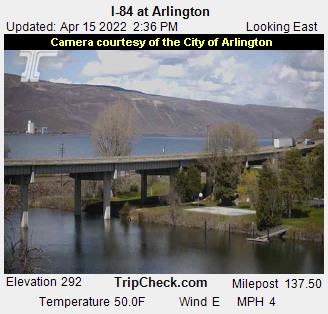 I-84 at Arlington
Updated: Apr 15 2022 2:36 PM Looking East
Camera courtesy of the City of Arlington
Elevation 292 TripCheck.com Milepost 137.50
Temperature 50.0F Wind E MPH 4